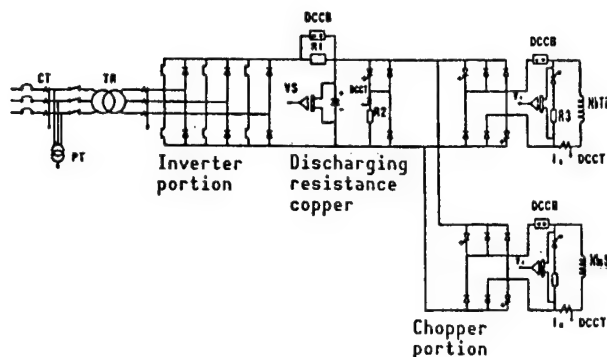 DCCB
R1
DCCB
CT
TR
VS
DCCT
R2
R3
NbTi
PT
DCCT
Inverter
portion
Discharging
resistance
copper
DCCB
DCCT
Chopper
portion